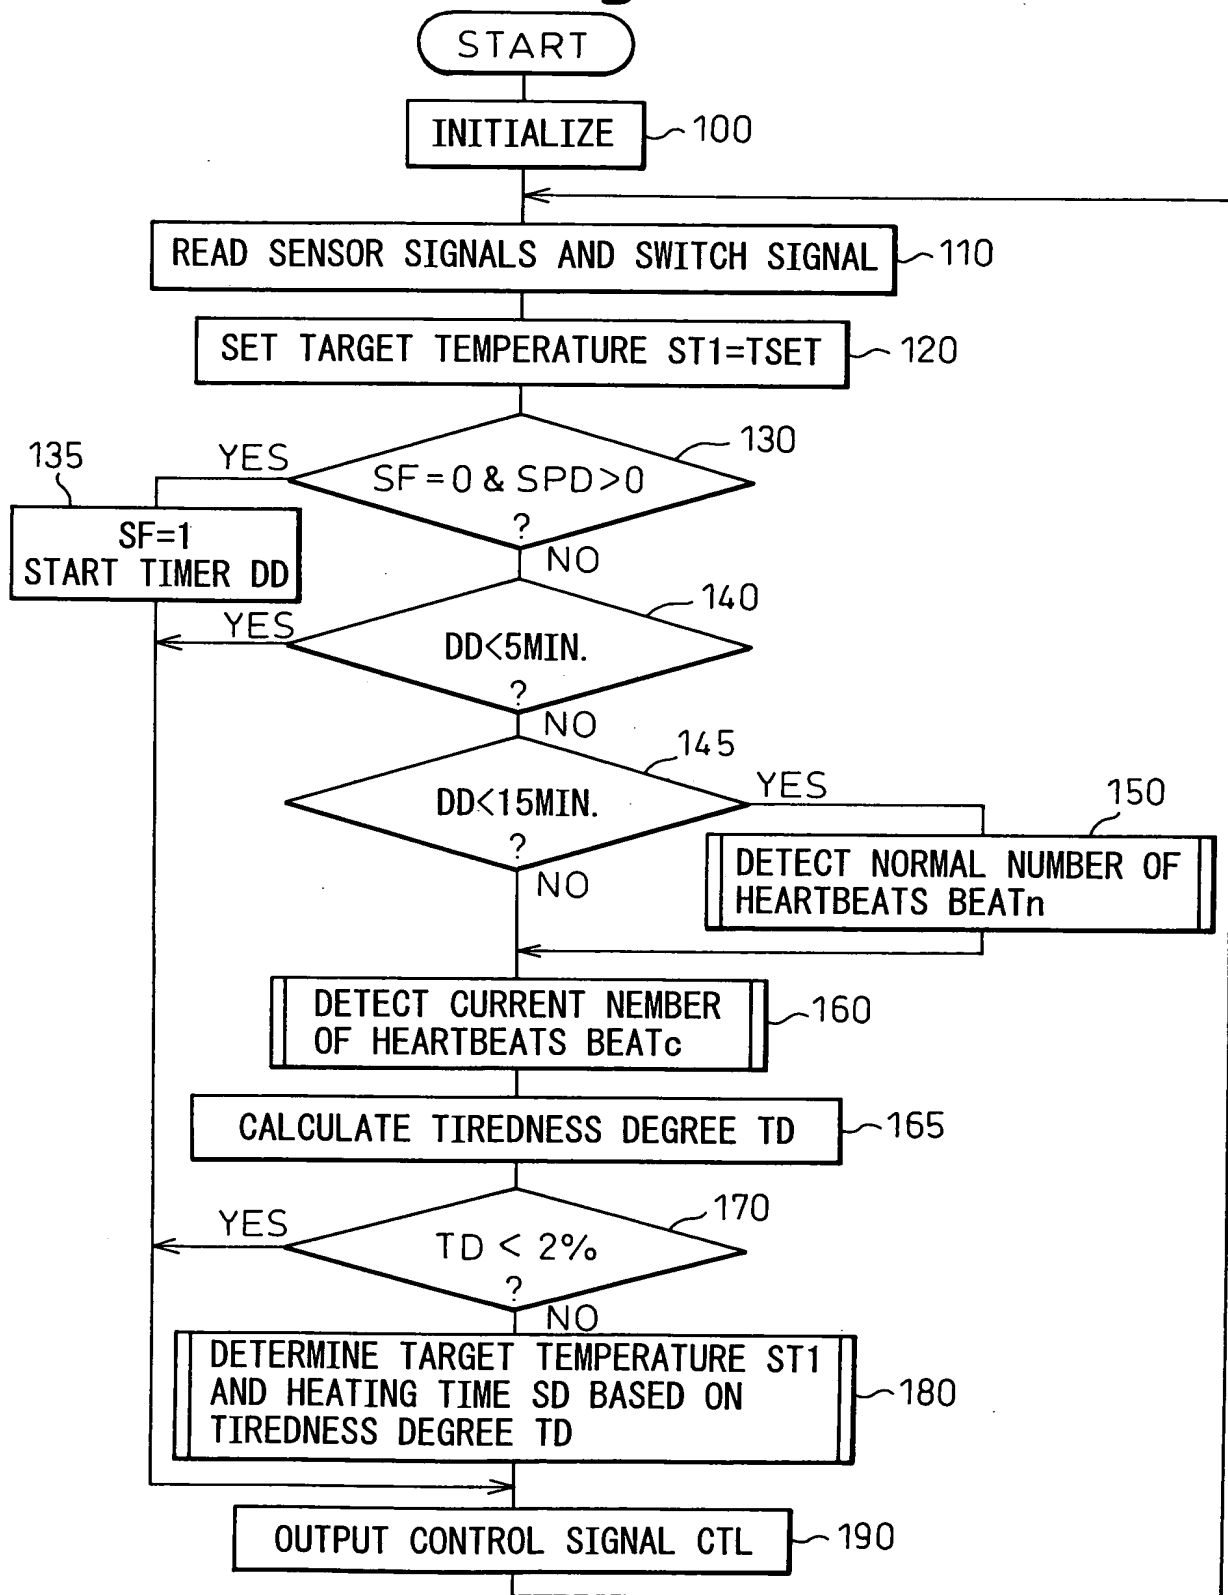 START
INITIALIZE
100
READ SENSOR SIGNALS AND SWITCH SIGNAL
110
SET TARGET TEMPERATURE ST1=TSET
120
130
SF=0 & SPD>0
?
YES
NO
135
SF=1
START TIMER DD
140
DD<5MIN.
?
YES
NO
145
DD<15MIN.
?
YES
NO
150
DETECT NORMAL NUMBER OF
HEARTBEATS BEATn
DETECT CURRENT NEMBER
OF HEARTBEATS BEATc
160
CALCULATE TIREDNESS DEGREE TD
165
170
TD < 2%
?
YES
NO
DETERMINE TARGET TEMPERATURE ST1
AND HEATING TIME SD BASED ON
TIREDNESS DEGREE TD
180
OUTPUT CONTROL SIGNAL CTL
190